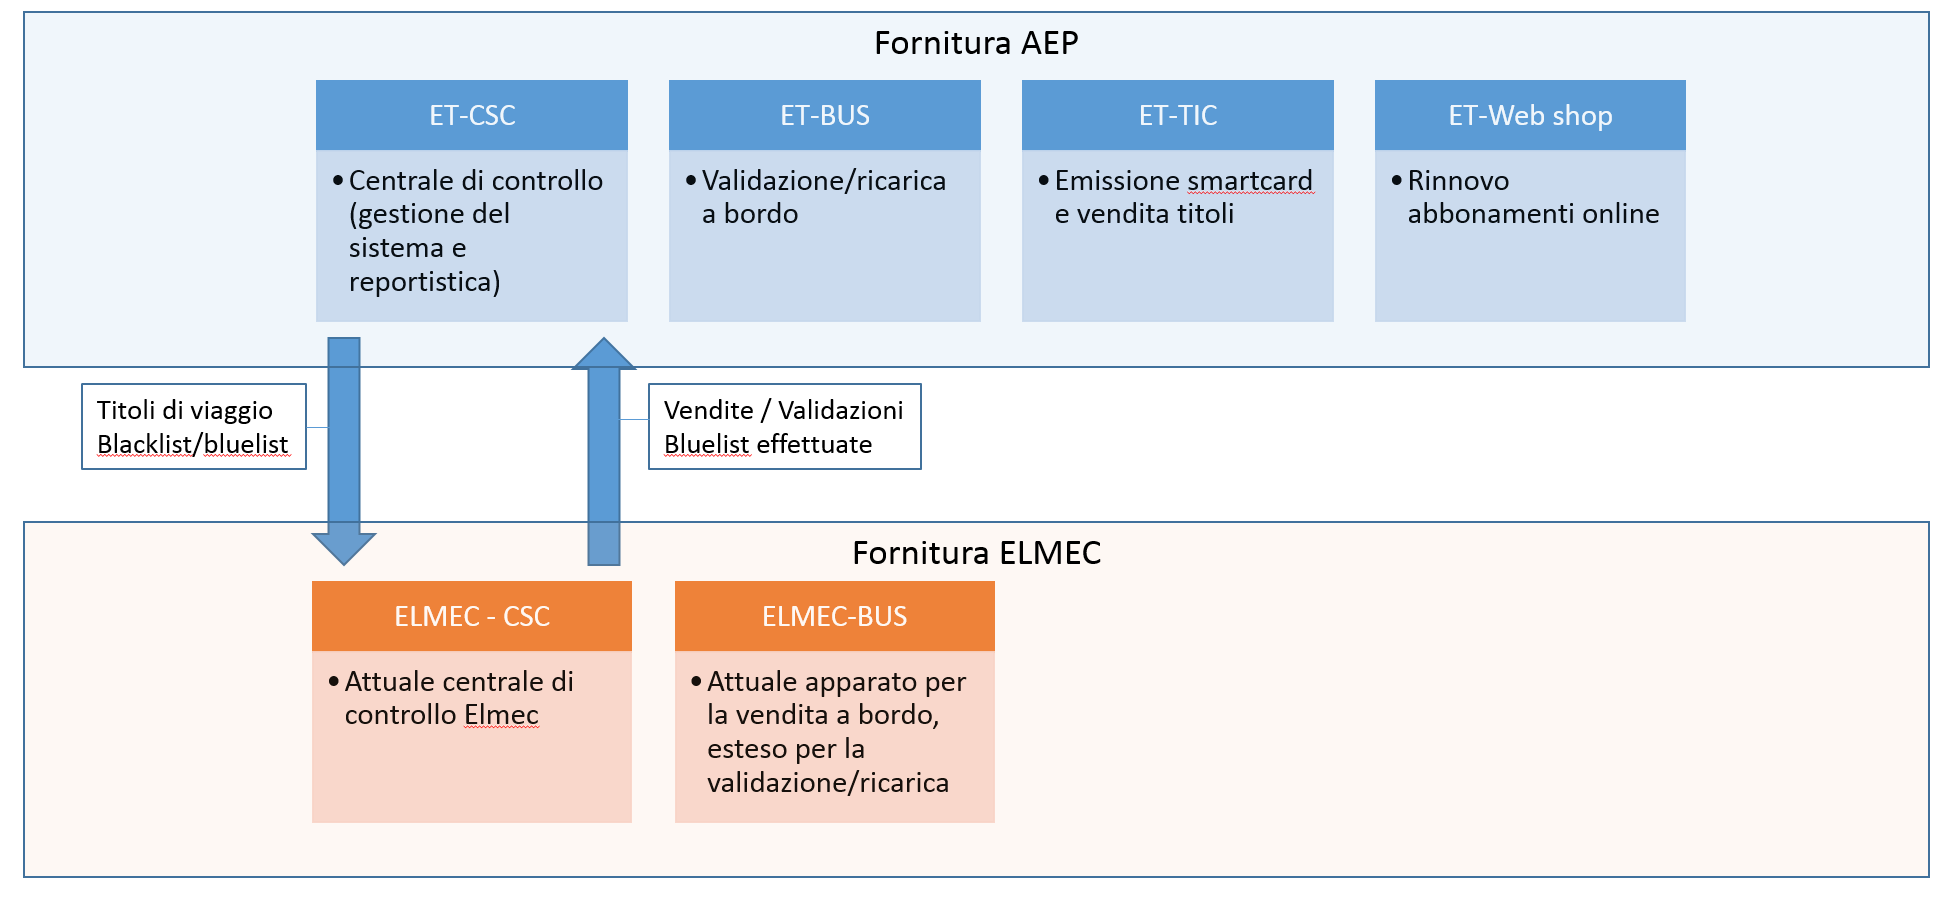 Fornitura AEP
ET-CSC
•Centrale di controllo
(gestione del
sistema e
reportistica)
ET-BUS
•Validazione/ricarica
a bordo
ET-TIC
•Emissione smartcard
e vendita titoli
ET-Web shop
•Rinnovo
abbonamenti online
Titoli di viaggio
Blacklist/bluelist
Vendite / Validazioni
Bluelist effettuate
Fornitura ELMEC
ELMEC - CSC
•Attuale centrale di
controllo Elmec
ELMEC-BUS
•Attuale apparato per
la vendita a bordo,
esteso per la
validazione/ricarica